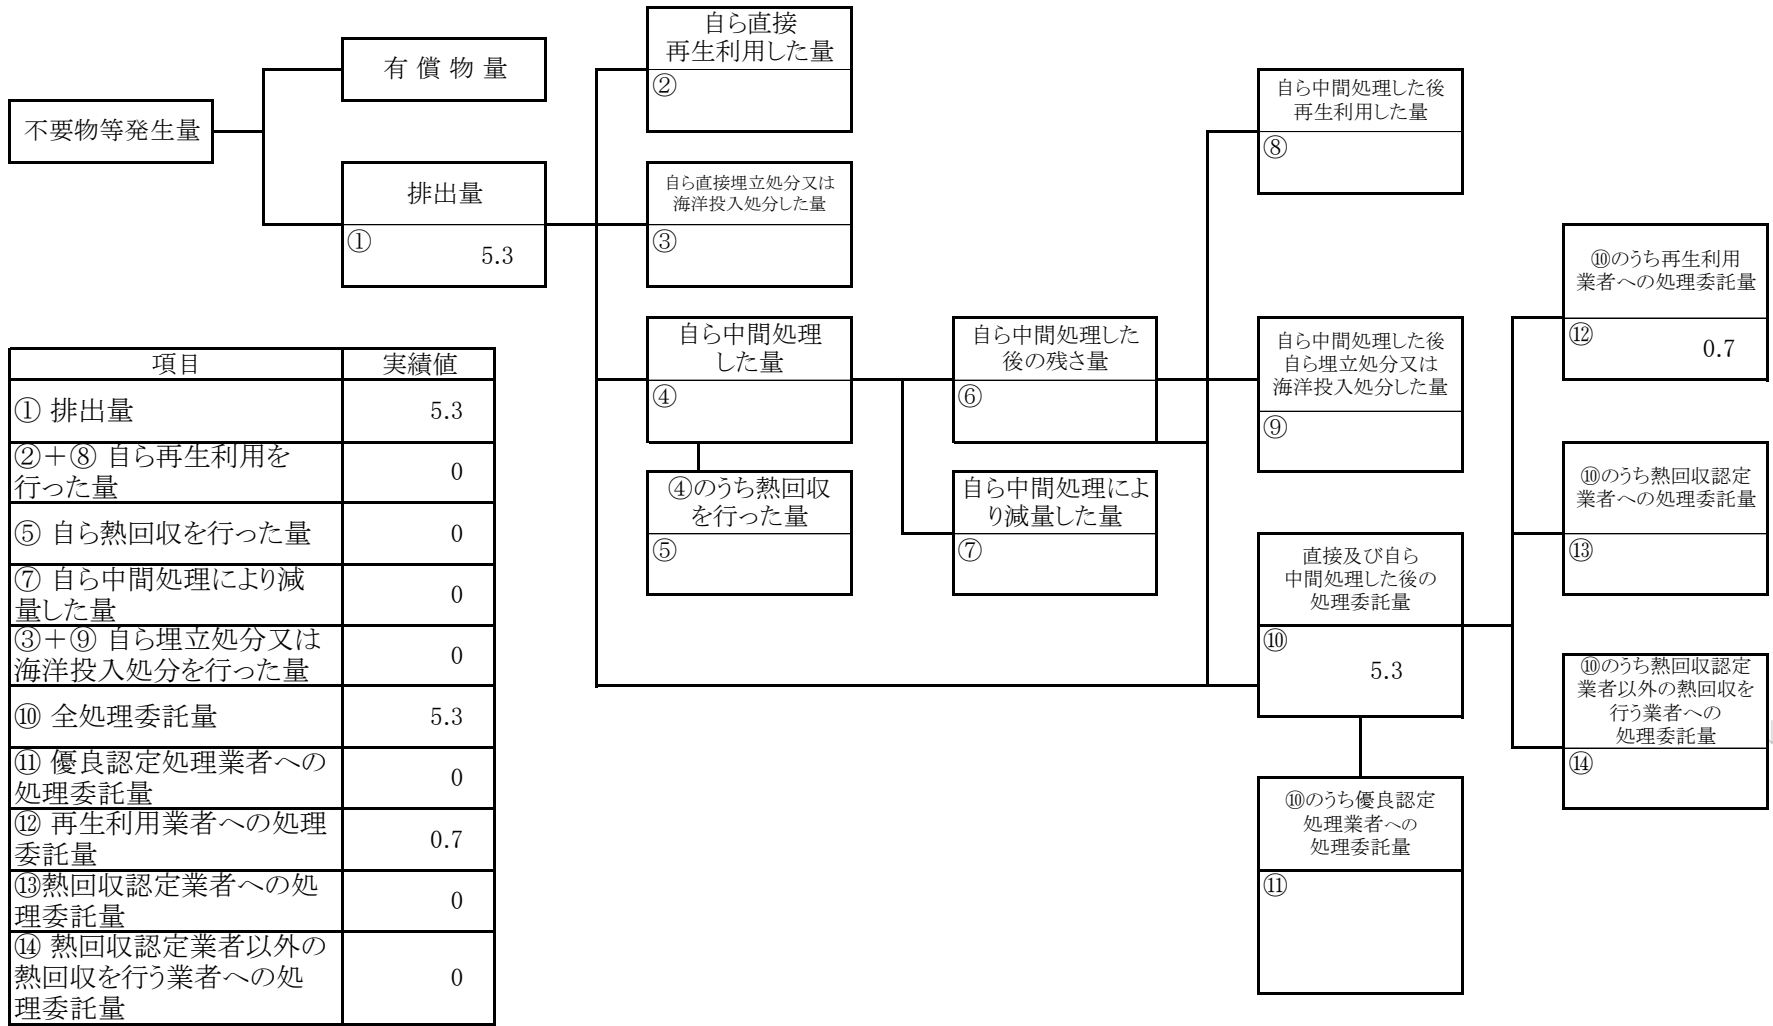 不要物等発生量
有 償 物 量
排出量
①
5.3
自ら直接
再生利用した量
②
自ら直接埋立処分又は
海洋投入処分した量
③
自ら中間処理
した量
④
④のうち熱回収
を行った量
⑤
自ら中間処理した
後の残さ量
⑥
自ら中間処理によ
り減量した量
⑦
自ら中間処理した後
再生利用した量
⑧
自ら中間処理した後
自ら埋立処分又は
海洋投入処分した量
⑨
直接及び自ら
中間処理した後の
処理委託量
⑩
5.3
⑩のうち優良認定
処理業者への
処理委託量
⑪
⑩のうち再生利用
業者への処理委託量
⑫
0.7
⑩のうち熱回収認定
業者への処理委託量
⑬
⑩のうち熱回収認定
業者以外の熱回収を
行う業者への
処理委託量
⑭
項目 実績値
① 排出量 5.3
②＋⑧ 自ら再生利用を
行った量 0
⑤ 自ら熱回収を行った量 0
⑦ 自ら中間処理により減
量した量 0
③＋⑨ 自ら埋立処分又は
海洋投入処分を行った量 0
⑩ 全処理委託量 5.3
⑪ 優良認定処理業者への
処理委託量 0
⑫ 再生利用業者への処理
委託量 0.7
⑬熱回収認定業者への処
理委託量 0
⑭ 熱回収認定業者以外の
熱回収を行う業者への処
理委託量 0